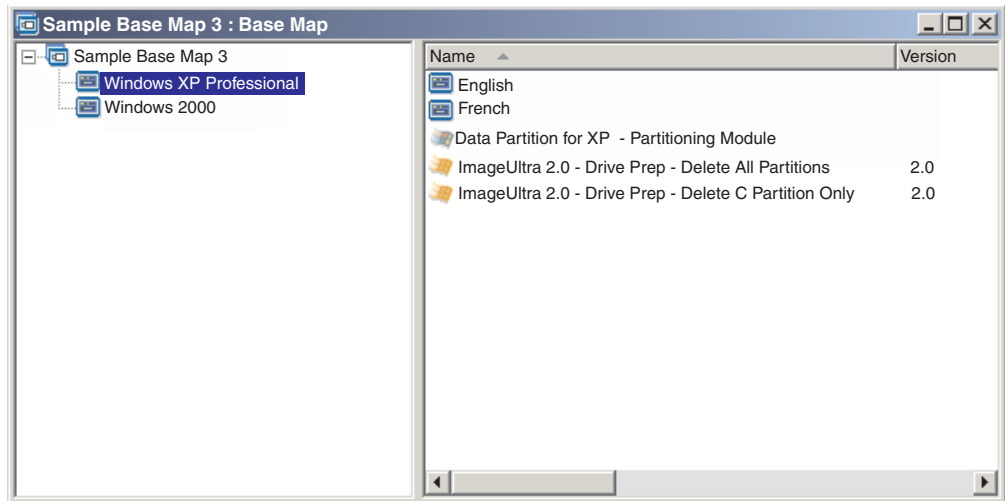 Sample Base Map 3 : Base Map
Sample Base Map 3
Windows XP Professional
Windows 2000
Name Version
English
French
Data Partition for XP - Partitioning Module
ImageUltra 2.0 - Drive Prep - Delete All Partitions 2.0
ImageUltra 2.0 - Drive Prep - Delete C Partition Only 2.0